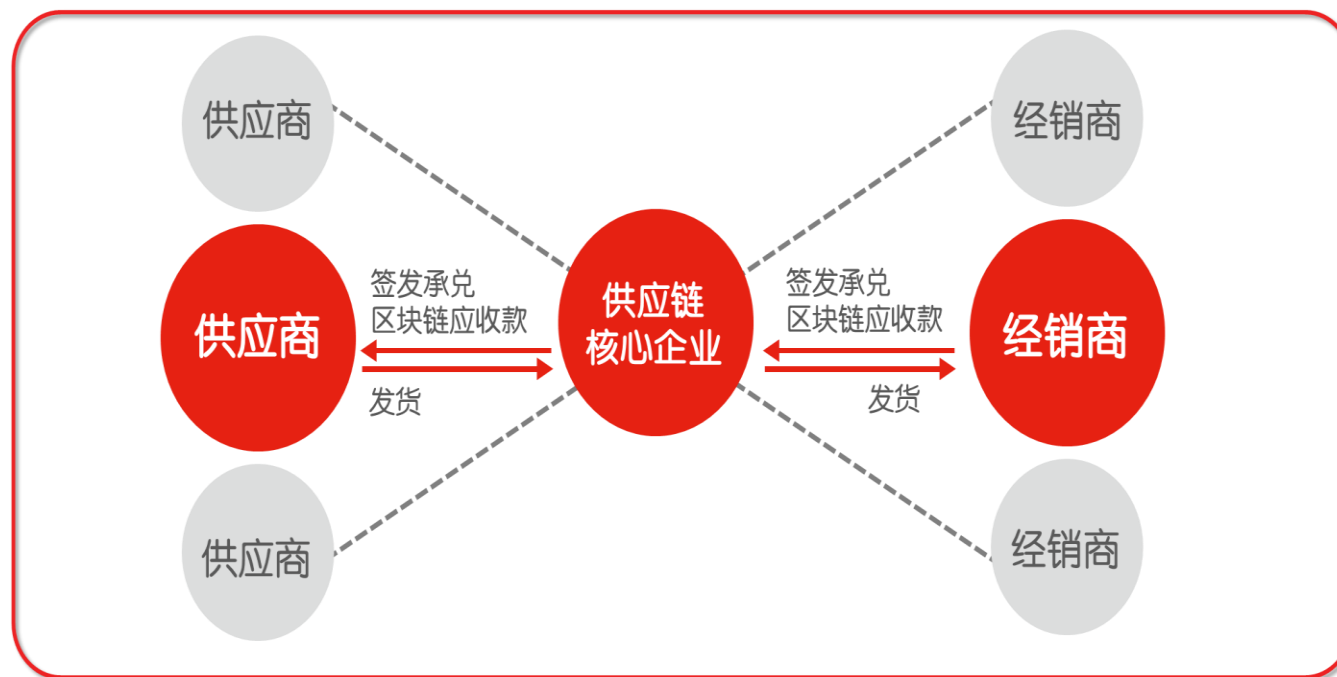 供应商
经销商
供应商
签发承兑
区块链应收款
发货
供应链
核心企业
签发承兑
区块链应收款
发货
经销商
供应商
经销商